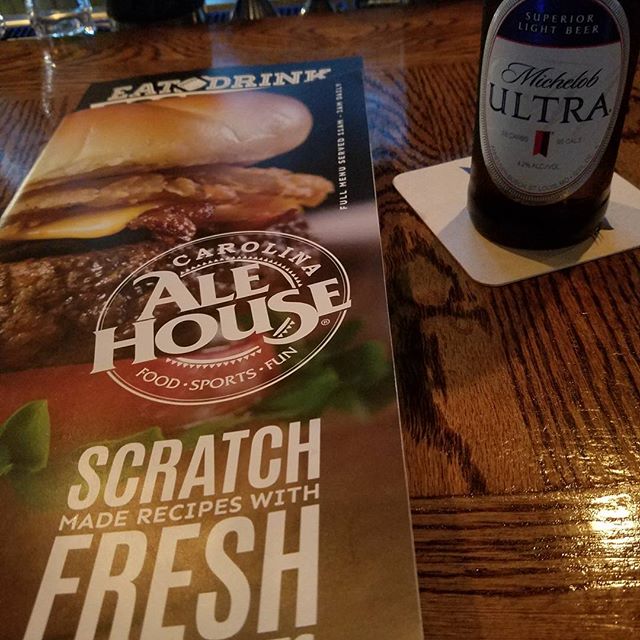 EAT DRINK
FULL MENU SERVED 11AM - 2AM DAILY
CAROLINA
ALE
HOUSE®
FOOD • SPORTS • FUN
SCRATCH
MADE RECIPES WITH
FRESH
SUPERIOR
LIGHT BEER
Michelob
ULTRA